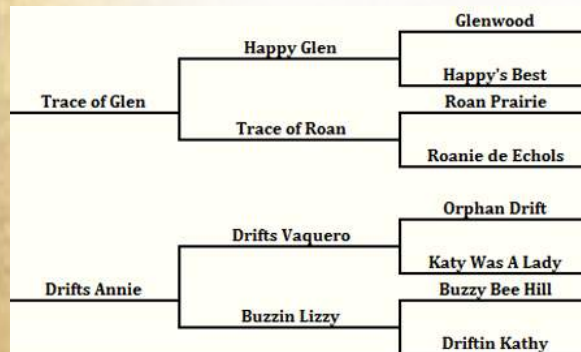 Glenwood
Happy Glen
Happy's Best
Trace of Glen
Roan Prairie
Trace of Roan
Roanie de Echols
Orphan Drift
Drifts Vaquero
Katy Was A Lady
Drifts Annie
Buzzy Bee Hill
Buzzin Lizzy
Driftin Kathy